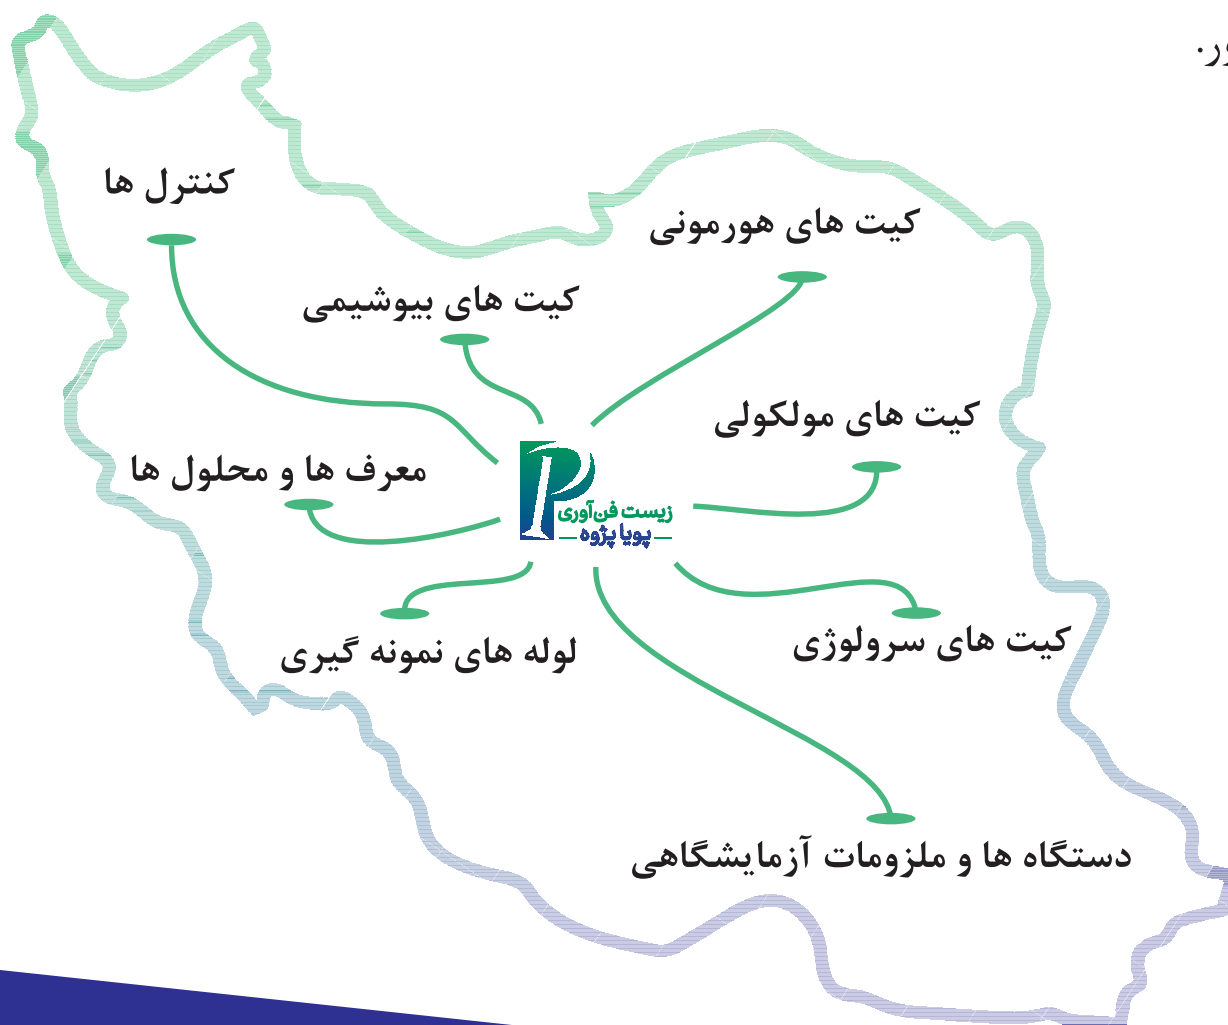 کنترل ها
کیت های هورمونی
کیت های بیوشیمی
کیت های مولکولی
معرف ها و محلول ها
زیست فن‌آوری
پویا پژوه
کیت های سرولوژی
لوله های نمونه گیری
دستگاه ها و ملزومات آزمایشگاهی